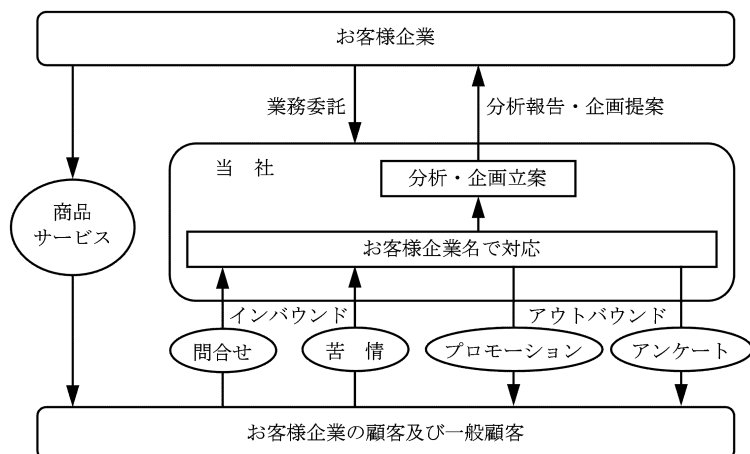 お客様企業
業務委託
分析報告・企画提案
当　社
分析・企画立案
商品
サービス
お客様企業名で対応
インバウンド
アウトバウンド
問合せ
苦　情
プロモーション
アンケート
お客様企業の顧客及び一般顧客